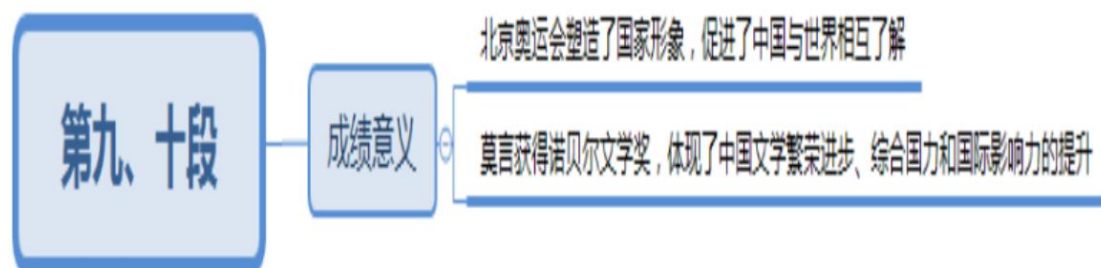 第九、十段
成绩意义
北京奥运会塑造了国家形象，促进了中国与世界相互了解
莫言获得诺贝尔文学奖，体现了中国文学繁荣进步、综合国力和国际影响力的提升